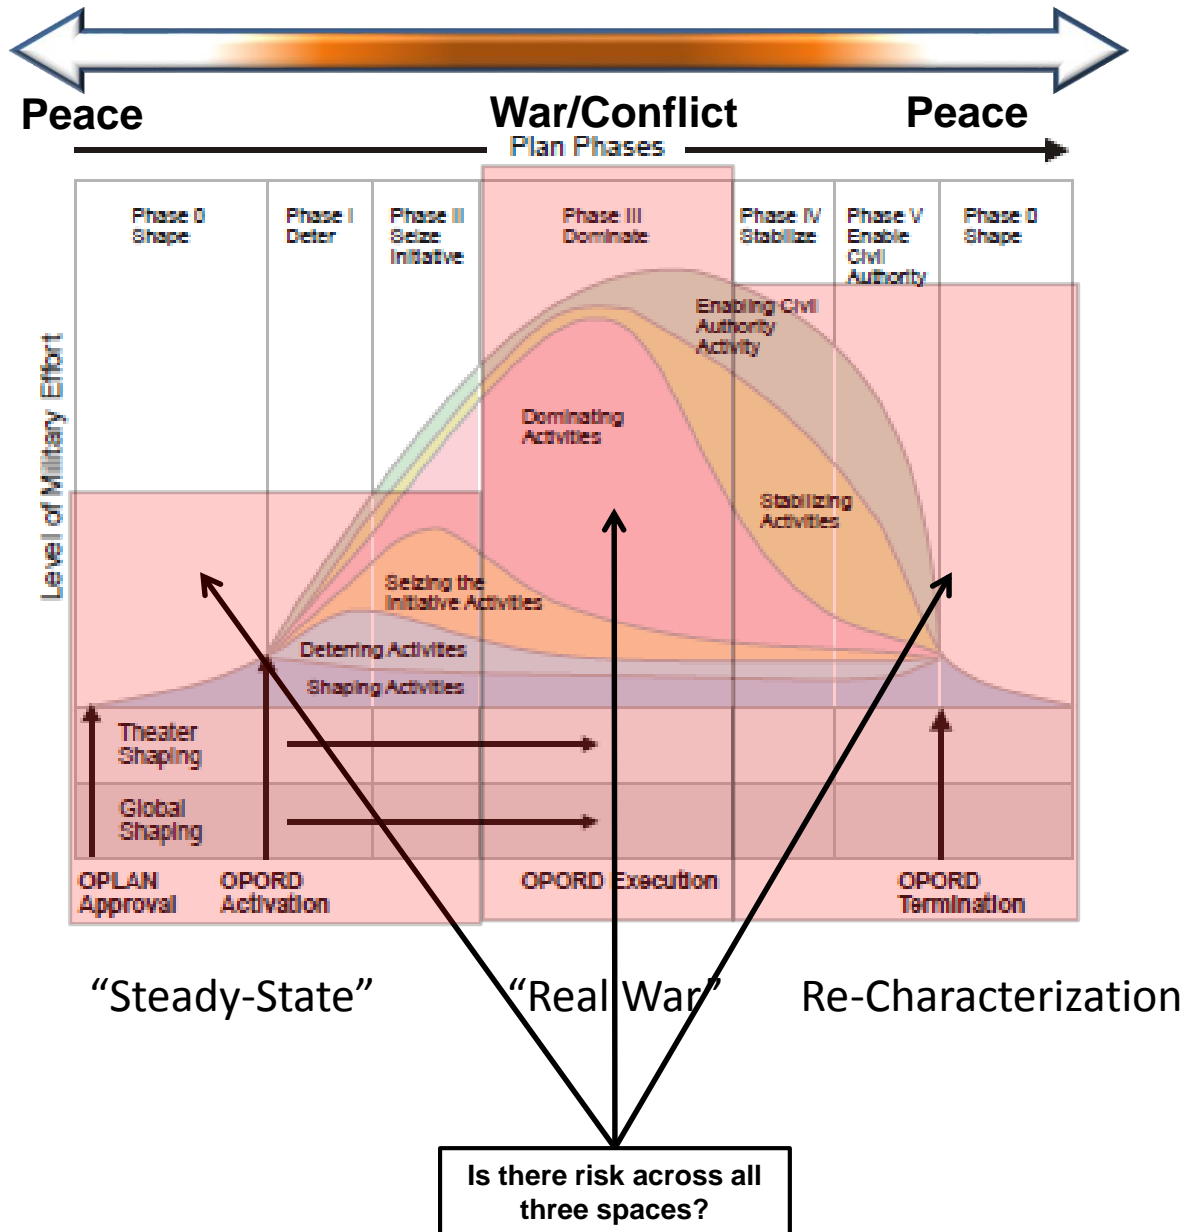 Peace
War/Conflict
Peace
Plan Phases
Phase 0
Shape
Phase I
Deter
Phase II
Seize
Initiative
Phase III
Dominate
Phase IV
Stabilize
Phase V
Enable
Civil
Authority
Phase 0
Shape
Level of Military Effort
Enabling Civil
Authority
Activity
Dominating
Activities
Stabilizing
Activities
Seizing the
Initiative Activities
Deterring Activities
Shaping Activities
Theater
Shaping
Global
Shaping
OPLAN
Approval
OPORD
Activation
OPORD Execution
OPORD
Termination
“Steady-State”
“Real War”
Re-Characterization
Is there risk across all
three spaces?